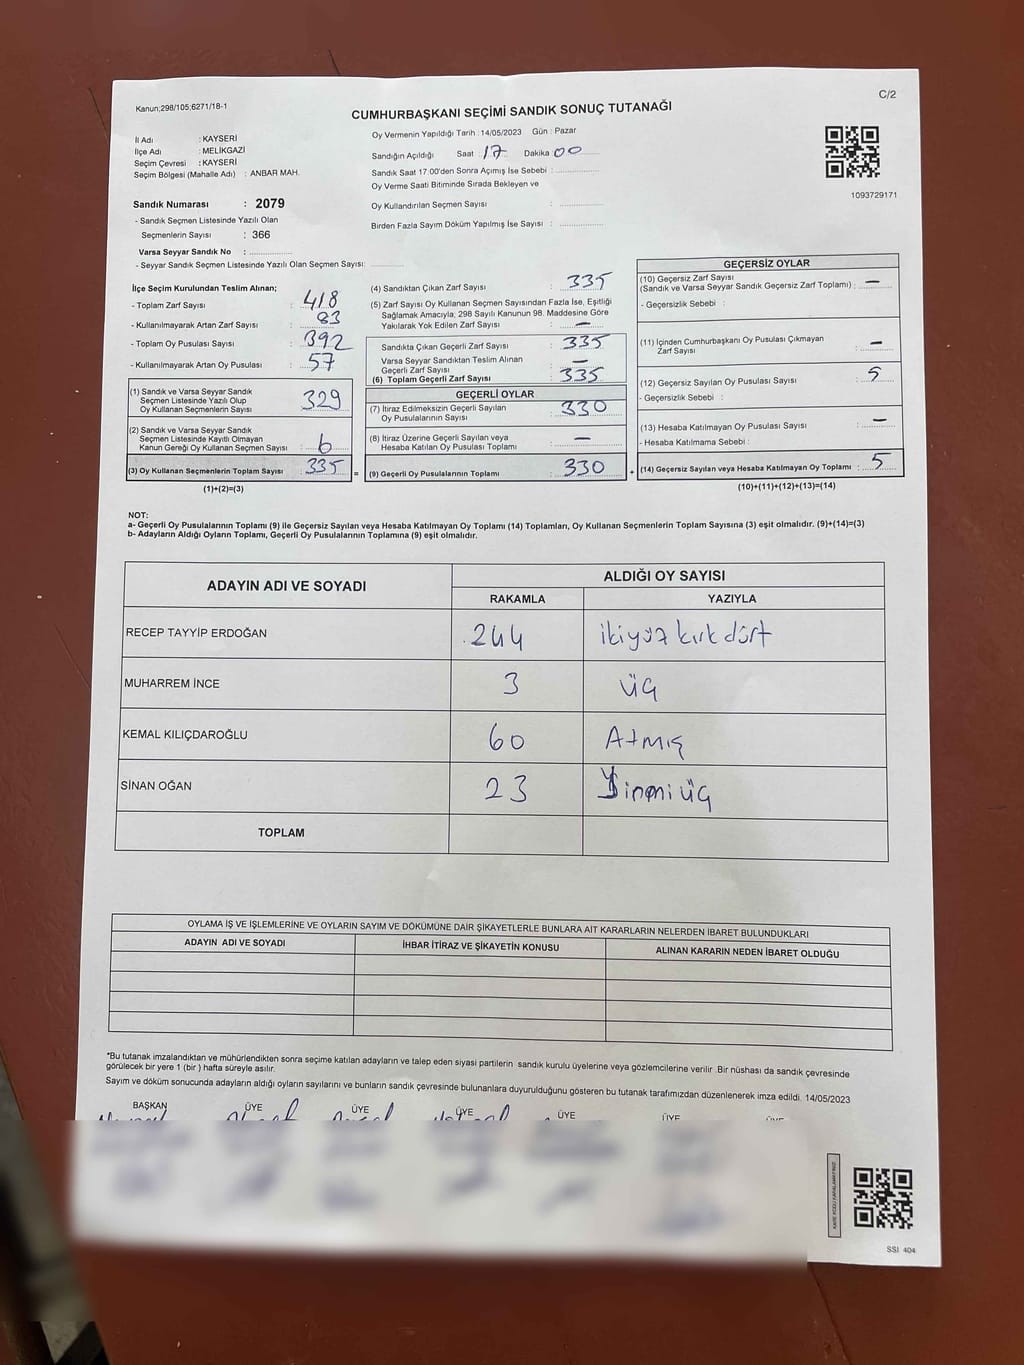 Kanun;298/105,6271/18-1
C/2
CUMHURBAŞKANI SEÇİMİ SANDIK SONUÇ TUTANAĞI
İl Adı : KAYSERİ
İlçe Adı : MELİKGAZİ
Seçim Çevresi : KAYSERİ
Seçim Bölgesi (Mahalle Adı) : ANBAR MAH.
Sandık Numarası : 2079
- Sandık Seçmen Listesinde Yazılı Olan
Seçmenlerin Sayısı : 366
Varsa Seyyar Sandık No :
- Seyyar Sandık Seçmen Listesinde Yazılı Olan Seçmen Sayısı:
Oy Vermenin Yapıldığı Tarih : 14/05/2023 Gün : Pazar
Sandığın Açıldığı Saat 17 Dakika 00
Sandık Saat 17:00'den Sonra Açımış İse Sebebi :
Oy Verme Saati Bitiminde Sırada Bekleyen ve
Oy Kullandırılan Seçmen Sayısı :
Birden Fazla Sayım Döküm Yapılmış İse Sayısı :
1093729171
İlçe Seçim Kurulundan Teslim Alınan;
- Toplam Zarf Sayısı : 418
- Kullanılmayarak Artan Zarf Sayısı : 83
- Toplam Oy Pusulası Sayısı : 392
- Kullanılmayarak Artan Oy Pusulası : 57
(1) Sandık ve Varsa Seyyar Sandık
Seçmen Listesinde Yazılı Olup
Oy Kullanan Seçmenlerin Sayısı : 329
(2) Sandık ve Varsa Seyyar Sandık
Seçmen Listesinde Kayıtlı Olmayan
Kanun Gereği Oy Kullanan Seçmen Sayısı : 6
(3) Oy Kullanan Seçmenlerin Toplam Sayısı : 335
(1)+(2)=(3)
(4) Sandıktan Çıkan Zarf Sayısı : 335
(5) Zarf Sayısı Oy Kullanan Seçmen Sayısından Fazla İse, Eşitliği
Sağlamak Amacıyla, 298 Sayılı Kanunun 98. Maddesine Göre
Yakılarak Yok Edilen Zarf Sayısı : —
Sandıkta Çıkan Geçerli Zarf Sayısı : 335
Varsa Seyyar Sandıktan Teslim Alınan
Geçerli Zarf Sayısı : —
(6) Toplam Geçerli Zarf Sayısı : 335
GEÇERLİ OYLAR
(7) İtiraz Edilmeksizin Geçerli Sayılan
Oy Pusulalarının Sayısı : 330
(8) İtiraz Üzerine Geçerli Sayılan veya
Hesaba Katılan Oy Pusulası Toplamı : —
= (9) Geçerli Oy Pusulalarının Toplamı : 330
GEÇERSİZ OYLAR
(10) Geçersiz Zarf Sayısı
(Sandık ve Varsa Seyyar Sandık Geçersiz Zarf Toplamı) : —
- Geçersizlik Sebebi :
(11) İçinden Cumhurbaşkanı Oy Pusulası Çıkmayan
Zarf Sayısı : —
(12) Geçersiz Sayılan Oy Pusulası Sayısı : 5
- Geçersizlik Sebebi :
(13) Hesaba Katılmayan Oy Pusulası Sayısı : —
- Hesaba Katılmama Sebebi :
+ (14) Geçersiz Sayılan veya Hesaba Katılmayan Oy Toplamı : 5
(10)+(11)+(12)+(13)=(14)
NOT:
a- Geçerli Oy Pusulalarının Toplamı (9) ile Geçersiz Sayılan veya Hesaba Katılmayan Oy Toplamı (14) Toplamları, Oy Kullanan Seçmenlerin Toplam Sayısına (3) eşit olmalıdır. (9)+(14)=(3)
b- Adayların Aldığı Oyların Toplamı, Geçerli Oy Pusulalarının Toplamına (9) eşit olmalıdır.
ADAYIN ADI VE SOYADI
ALDIĞI OY SAYISI
RAKAMLA YAZIYLA
RECEP TAYYİP ERDOĞAN 244 ikiyüz kırk dört
MUHARREM İNCE 3 üç
KEMAL KILIÇDAROĞLU 60 Atmış
SİNAN OĞAN 23 Yirmi üç
TOPLAM
OYLAMA İŞ VE İŞLEMLERİNE VE OYLARIN SAYIM VE DÖKÜMÜNE DAİR ŞİKAYETLERLE BUNLARA AİT KARARLARIN NELERDEN İBARET BULUNDUKLARI
ADAYIN ADI VE SOYADI İHBAR İTİRAZ VE ŞİKAYETİN KONUSU ALINAN KARARIN NEDEN İBARET OLDUĞU
*Bu tutanak imzalandıktan ve mühürlendikten sonra seçime katılan adayların ve talep eden siyasi partilerin sandık kurulu üyelerine veya gözlemcilerine verilir. Bir nüshası da sandık çevresinde
görülecek bir yere 1 (bir ) hafta süreyle asılır.
Sayım ve döküm sonucunda adayların aldığı oyların sayılarını ve bunların sandık çevresinde bulunanlara duyurulduğunu gösteren bu tutanak tarafımızdan düzenlenerek imza edildi. 14/05/2023
BAŞKAN ÜYE ÜYE ÜYE ÜYE ÜYE ÜYE
KARE KODU KARALAMAYINIZ
SSI 404